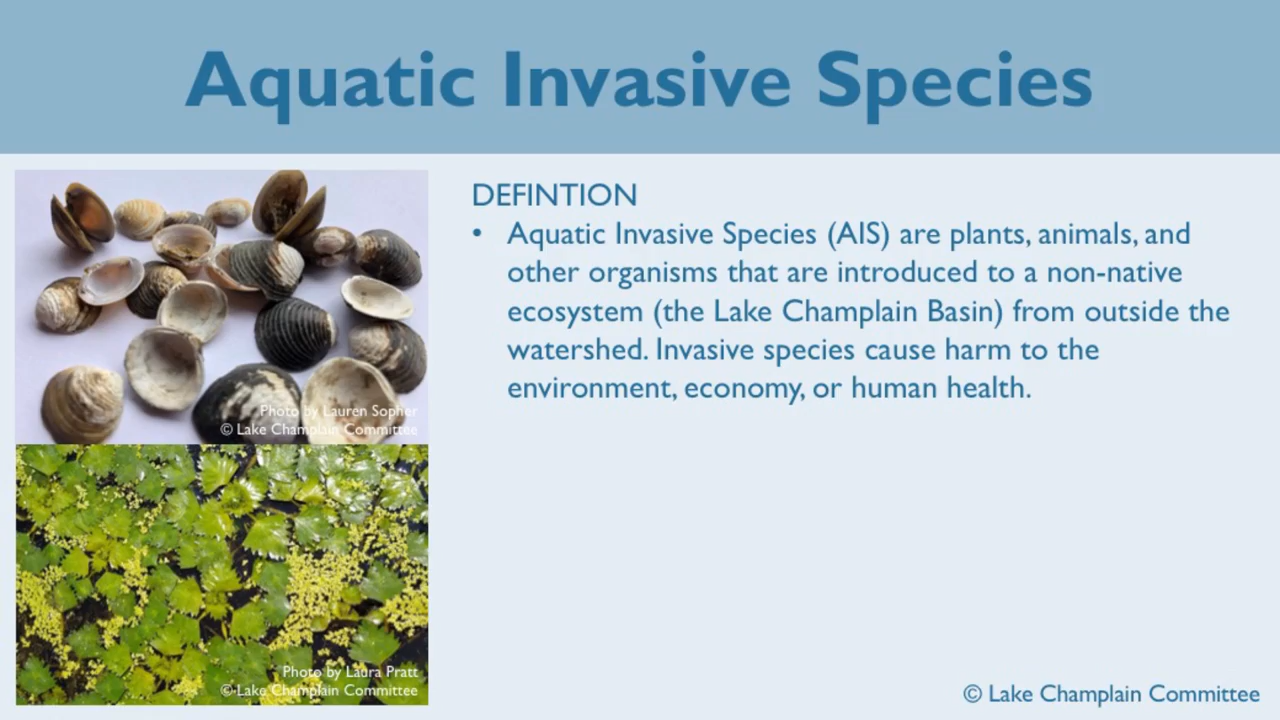 Aquatic Invasive Species
DEFINTION
• Aquatic Invasive Species (AIS) are plants, animals, and
other organisms that are introduced to a non-native
ecosystem (the Lake Champlain Basin) from outside the
watershed. Invasive species cause harm to the
environment, economy, or human health.
Photo by Lauren Sopher
© Lake Champlain Committee
Photo by Laura Pratt
© Lake Champlain Committee
© Lake Champlain Committee